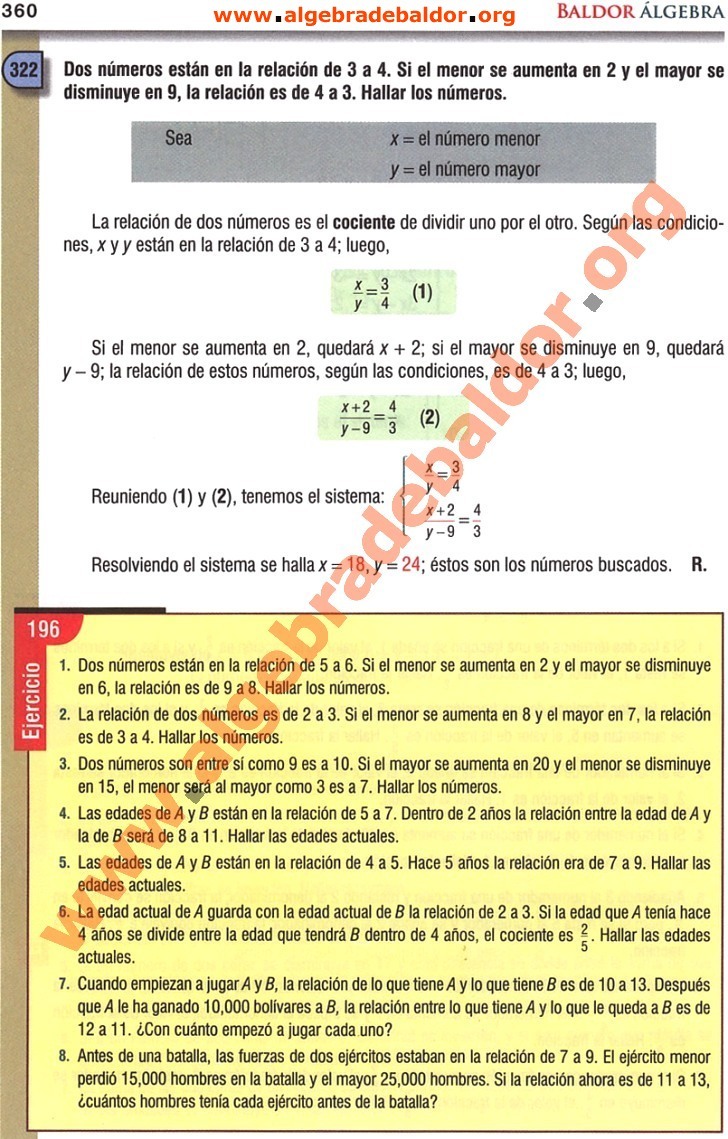 360
www.algebradebaldor.org
BALDOR ÁLGEBRA
322
Dos números están en la relación de 3 a 4. Si el menor se aumenta en 2 y el mayor se
disminuye en 9, la relación es de 4 a 3. Hallar los números.
Sea x = el número menor
y = el número mayor
La relación de dos números es el cociente de dividir uno por el otro. Según las condicio-
nes, x y y están en la relación de 3 a 4; luego,
x/y = 3/4 (1)
Si el menor se aumenta en 2, quedará x + 2; si el mayor se disminuye en 9, quedará
y – 9; la relación de estos números, según las condiciones, es de 4 a 3; luego,
x+2/y–9 = 4/3 (2)
Reuniendo (1) y (2), tenemos el sistema: { x/y = 3/4
x+2/y–9 = 4/3
Resolviendo el sistema se halla x = 18, y = 24; éstos son los números buscados. R.
196
Ejercicio
1. Dos números están en la relación de 5 a 6. Si el menor se aumenta en 2 y el mayor se disminuye
en 6, la relación es de 9 a 8. Hallar los números.
2. La relación de dos números es de 2 a 3. Si el menor se aumenta en 8 y el mayor en 7, la relación
es de 3 a 4. Hallar los números.
3. Dos números son entre sí como 9 es a 10. Si el mayor se aumenta en 20 y el menor se disminuye
en 15, el menor será al mayor como 3 es a 7. Hallar los números.
4. Las edades de A y B están en la relación de 5 a 7. Dentro de 2 años la relación entre la edad de A y
la de B será de 8 a 11. Hallar las edades actuales.
5. Las edades de A y B están en la relación de 4 a 5. Hace 5 años la relación era de 7 a 9. Hallar las
edades actuales.
6. La edad actual de A guarda con la edad actual de B la relación de 2 a 3. Si la edad que A tenía hace
4 años se divide entre la edad que tendrá B dentro de 4 años, el cociente es 2/5. Hallar las edades
actuales.
7. Cuando empiezan a jugar A y B, la relación de lo que tiene A y lo que tiene B es de 10 a 13. Después
que A le ha ganado 10,000 bolívares a B, la relación entre lo que tiene A y lo que le queda a B es de
12 a 11. ¿Con cuánto empezó a jugar cada uno?
8. Antes de una batalla, las fuerzas de dos ejércitos estaban en la relación de 7 a 9. El ejército menor
perdió 15,000 hombres en la batalla y el mayor 25,000 hombres. Si la relación ahora es de 11 a 13,
¿cuántos hombres tenía cada ejército antes de la batalla?
www.algebradebaldor.org